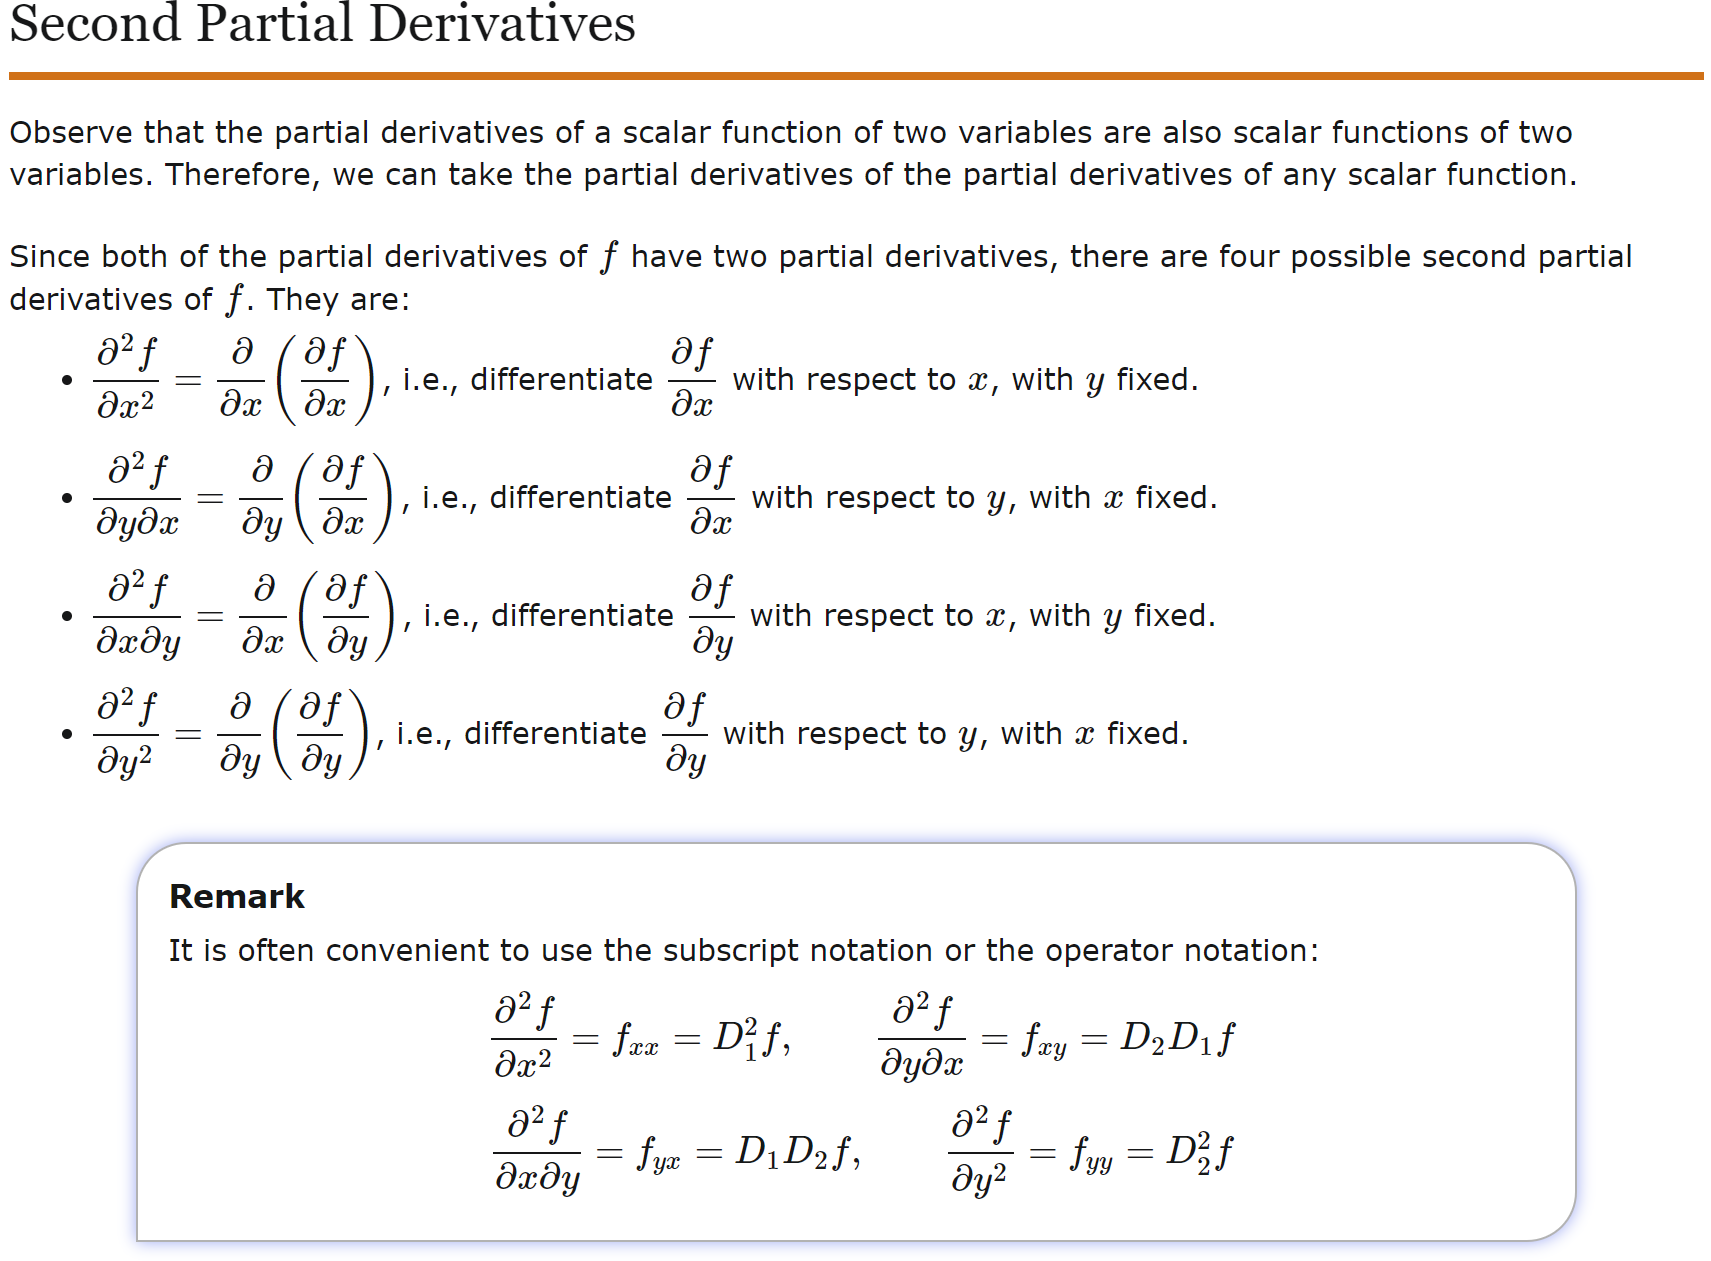 Second Partial Derivatives
Observe that the partial derivatives of a scalar function of two variables are also scalar functions of two
variables. Therefore, we can take the partial derivatives of the partial derivatives of any scalar function.
Since both of the partial derivatives of $f$ have two partial derivatives, there are four possible second partial
derivatives of $f$. They are:
• $\frac{\partial^2 f}{\partial x^2} = \frac{\partial}{\partial x}\left(\frac{\partial f}{\partial x}\right)$, i.e., differentiate $\frac{\partial f}{\partial x}$ with respect to $x$, with $y$ fixed.
• $\frac{\partial^2 f}{\partial y \partial x} = \frac{\partial}{\partial y}\left(\frac{\partial f}{\partial x}\right)$, i.e., differentiate $\frac{\partial f}{\partial x}$ with respect to $y$, with $x$ fixed.
• $\frac{\partial^2 f}{\partial x \partial y} = \frac{\partial}{\partial x}\left(\frac{\partial f}{\partial y}\right)$, i.e., differentiate $\frac{\partial f}{\partial y}$ with respect to $x$, with $y$ fixed.
• $\frac{\partial^2 f}{\partial y^2} = \frac{\partial}{\partial y}\left(\frac{\partial f}{\partial y}\right)$, i.e., differentiate $\frac{\partial f}{\partial y}$ with respect to $y$, with $x$ fixed.
Remark
It is often convenient to use the subscript notation or the operator notation:
$\frac{\partial^2 f}{\partial x^2} = f_{xx} = D_1^2 f, \qquad \frac{\partial^2 f}{\partial y \partial x} = f_{xy} = D_2 D_1 f$
$\frac{\partial^2 f}{\partial x \partial y} = f_{yx} = D_1 D_2 f, \qquad \frac{\partial^2 f}{\partial y^2} = f_{yy} = D_2^2 f$